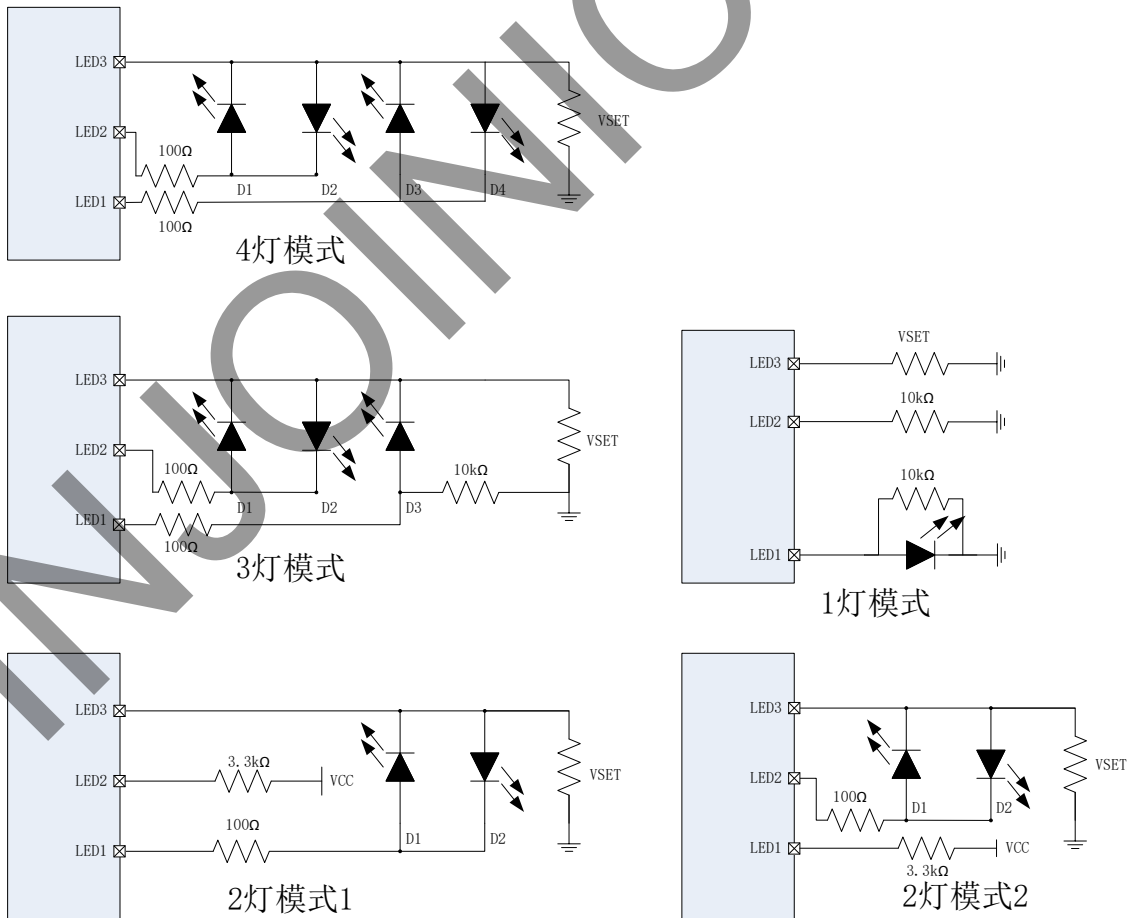 LED3
VSET
LED2
100Ω
D1 D2 D3 D4
LED1
100Ω
4灯模式
LED3
VSET
LED2
100Ω
10kΩ
D1 D2 D3
LED1
100Ω
3灯模式
VSET
LED3
10kΩ
LED2
10kΩ
LED1
1灯模式
LED3
VSET
3.3kΩ
LED2
VCC
100Ω
D1 D2
LED1
2灯模式1
LED3
VSET
LED2
100Ω
D1 D2
LED1
VCC
3.3kΩ
2灯模式2
INJOINIC